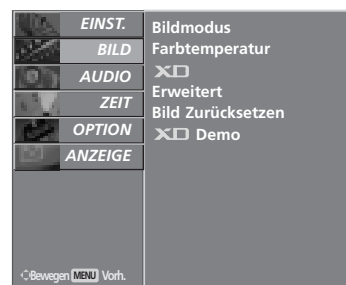 EINST.
BILD
AUDIO
ZEIT
OPTION
ANZEIGE
Bildmodus
Farbtemperatur
XD
Erweitert
Bild Zurücksetzen
XD Demo
Bewegen MENU Vorh.